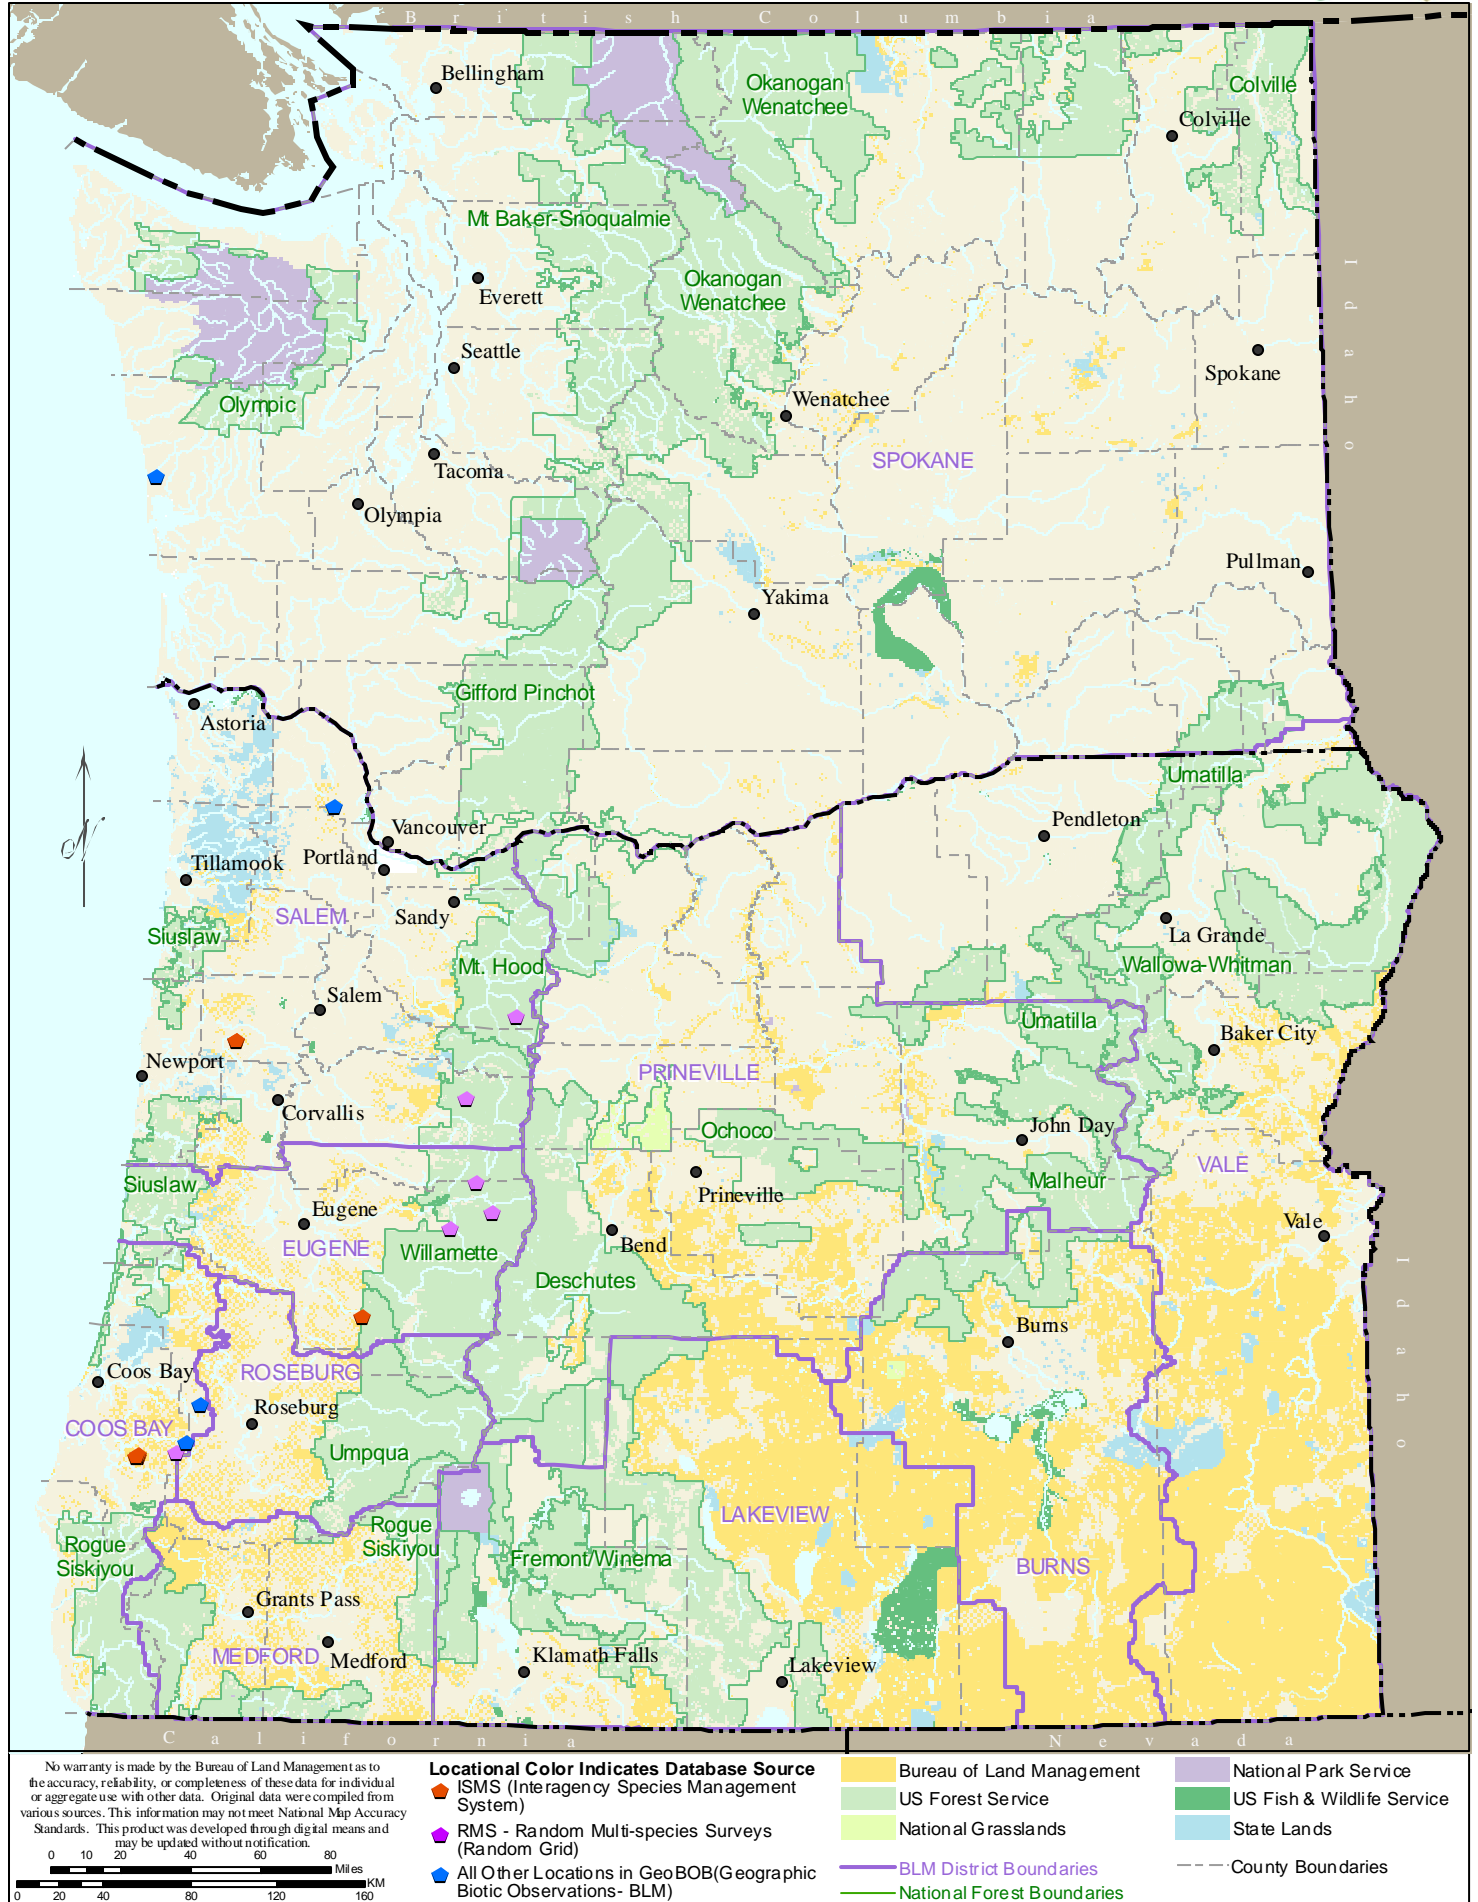 British Columbia
Bellingham
Okanogan
Wenatchee
Colville
Colville
Mt Baker-Snoqualmie
Okanogan
Wenatchee
Everett
Idaho
Seattle
Spokane
Wenatchee
Olympic
SPOKANE
Tacoma
Olympia
Pullman
Yakima
Gifford Pinchot
Astoria
Umatilla
Vancouver
Pendleton
Portland
Tillamook
Sandy
SALEM
Siuslaw
La Grande
Wallowa-Whitman
Mt. Hood
Salem
Umatilla
Baker City
Newport
PRINEVILLE
Corvallis
Ochoco
John Day
VALE
Malheur
Siuslaw
Prineville
Eugene
Vale
EUGENE
Willamette
Bend
Deschutes
Idaho
Burns
Coos Bay
ROSEBURG
Roseburg
COOS BAY
Umpqua
LAKEVIEW
Rogue
Siskiyou
Rogue
Siskiyou
Fremont/Winema
BURNS
Grants Pass
MEDFORD
Medford
Klamath Falls
Lakeview
California
Nevada
No warranty is made by the Bureau of Land Management as to
the accuracy, reliability, or completeness of these data for individual
or aggregate use with other data. Original data were compiled from
various sources. This information may not meet National Map Accuracy
Standards. This product was developed through digital means and
may be updated without notification.
0 10 20 40 60 80
Miles
KM
0 20 40 80 120 160
Locational Color Indicates Database Source
ISMS (Interagency Species Management
System)
RMS - Random Multi-species Surveys
(Random Grid)
All Other Locations in GeoBOB(Geographic
Biotic Observations- BLM)
Bureau of Land Management
US Forest Service
National Grasslands
BLM District Boundaries
National Forest Boundaries
National Park Service
US Fish & Wildlife Service
State Lands
County Boundaries